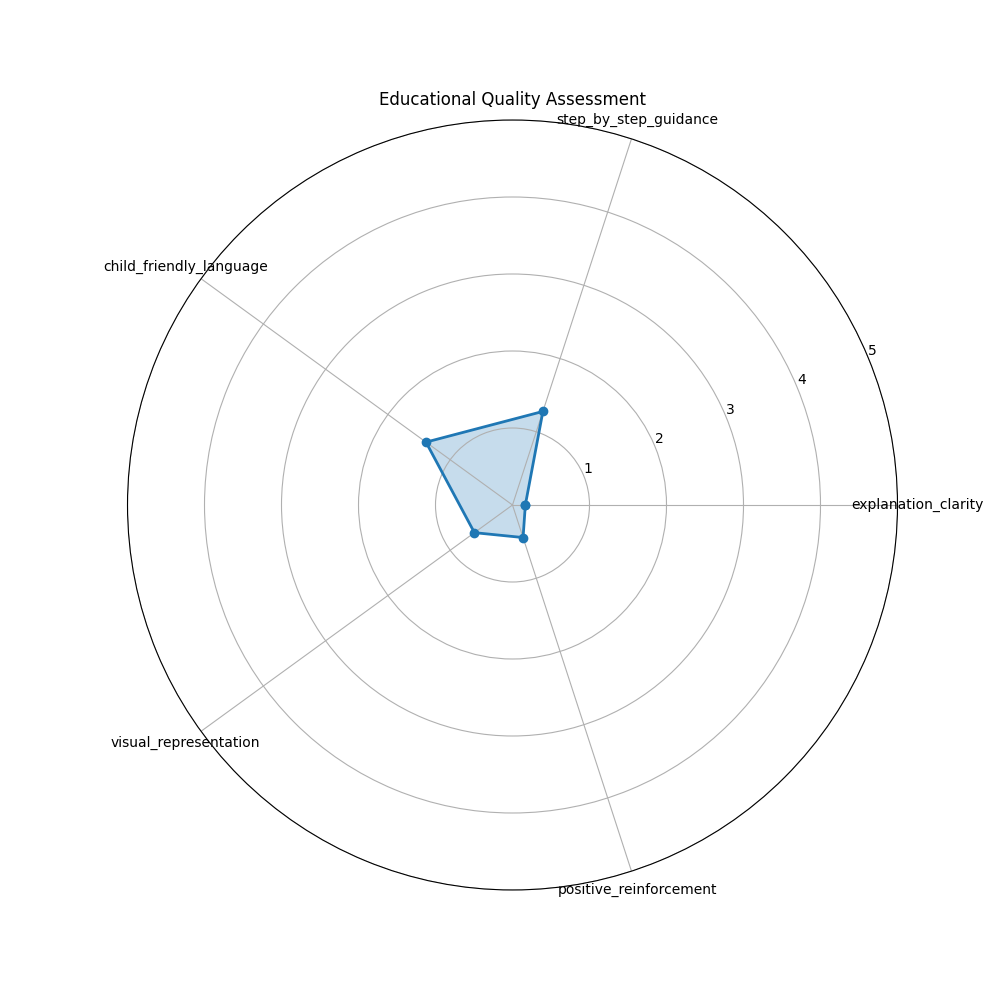 Educational Quality Assessment
step_by_step_guidance
child_friendly_language
5
4
3
2
1
explanation_clarity
visual_representation
positive_reinforcement